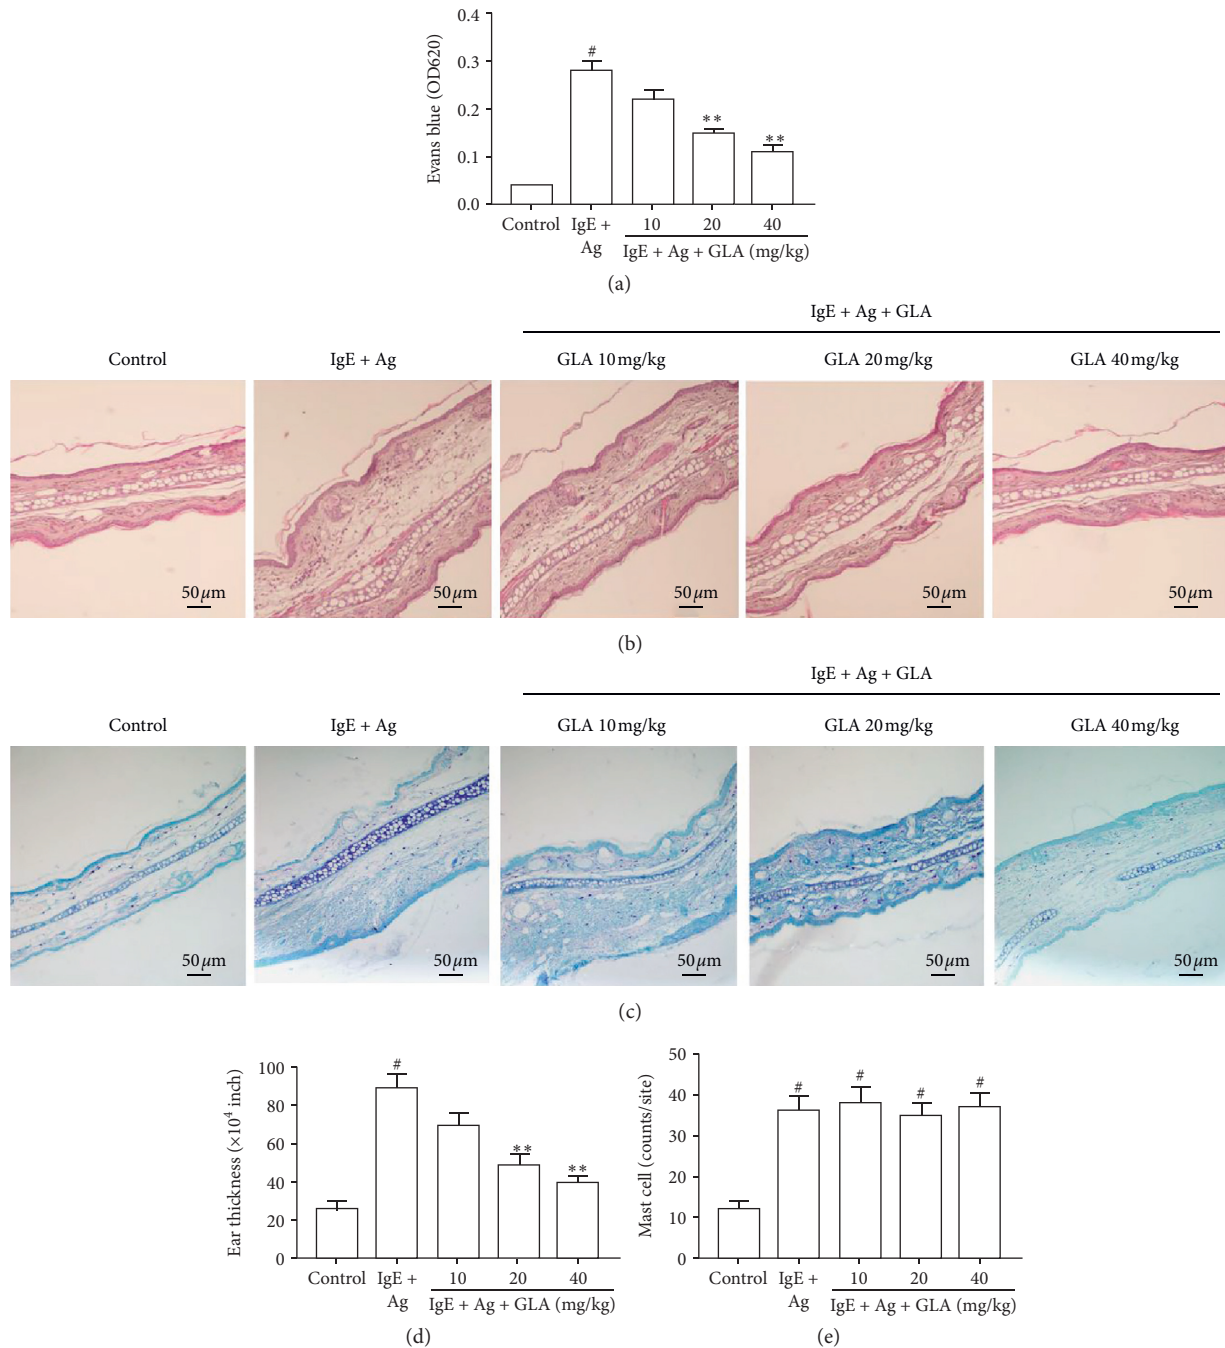 0.4
0.3
0.2
0.1
0.0
Evans blue (OD620)
#
**
**
Control
IgE +
Ag
10
20
40
IgE + Ag + GLA (mg/kg)
(a)
IgE + Ag + GLA
Control
IgE + Ag
GLA 10 mg/kg
GLA 20 mg/kg
GLA 40 mg/kg
50 μm
50 μm
50 μm
50 μm
50 μm
(b)
IgE + Ag + GLA
Control
IgE + Ag
GLA 10 mg/kg
GLA 20 mg/kg
GLA 40 mg/kg
50 μm
50 μm
50 μm
50 μm
50 μm
(c)
100
80
60
40
20
0
Ear thickness (×10⁴ inch)
#
**
**
Control
IgE +
Ag
10
20
40
IgE + Ag + GLA (mg/kg)
(d)
50
40
30
20
10
0
Mast cell (counts/site)
#
#
#
#
Control
IgE +
Ag
10
20
40
IgE + Ag + GLA (mg/kg)
(e)